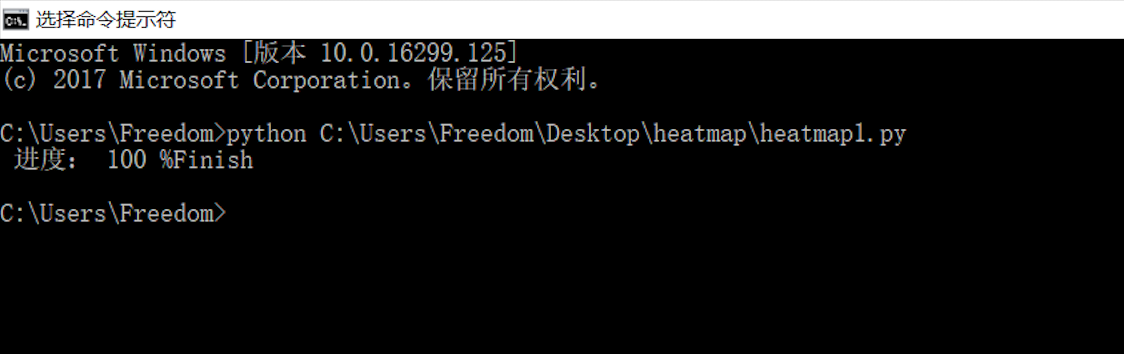 选择命令提示符
Microsoft Windows [版本 10.0.16299.125]
(c) 2017 Microsoft Corporation。保留所有权利。
C:\Users\Freedom>python C:\Users\Freedom\Desktop\heatmap\heatmap1.py
进度： 100 %Finish
C:\Users\Freedom>